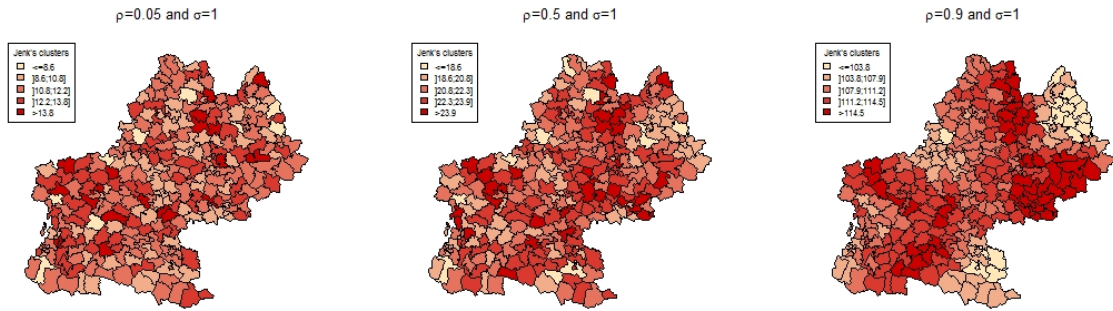 ρ=0.05 and σ=1
Jenk's clusters
<=8.6
]8.6;10.8]
]10.8;12.2]
]12.2;13.8]
>13.8
ρ=0.5 and σ=1
Jenk's clusters
<=18.6
]18.6;20.8]
]20.8;22.3]
]22.3;23.9]
>23.9
ρ=0.9 and σ=1
Jenk's clusters
<=103.8
]103.8;107.9]
]107.9;111.2]
]111.2;114.5]
>114.5